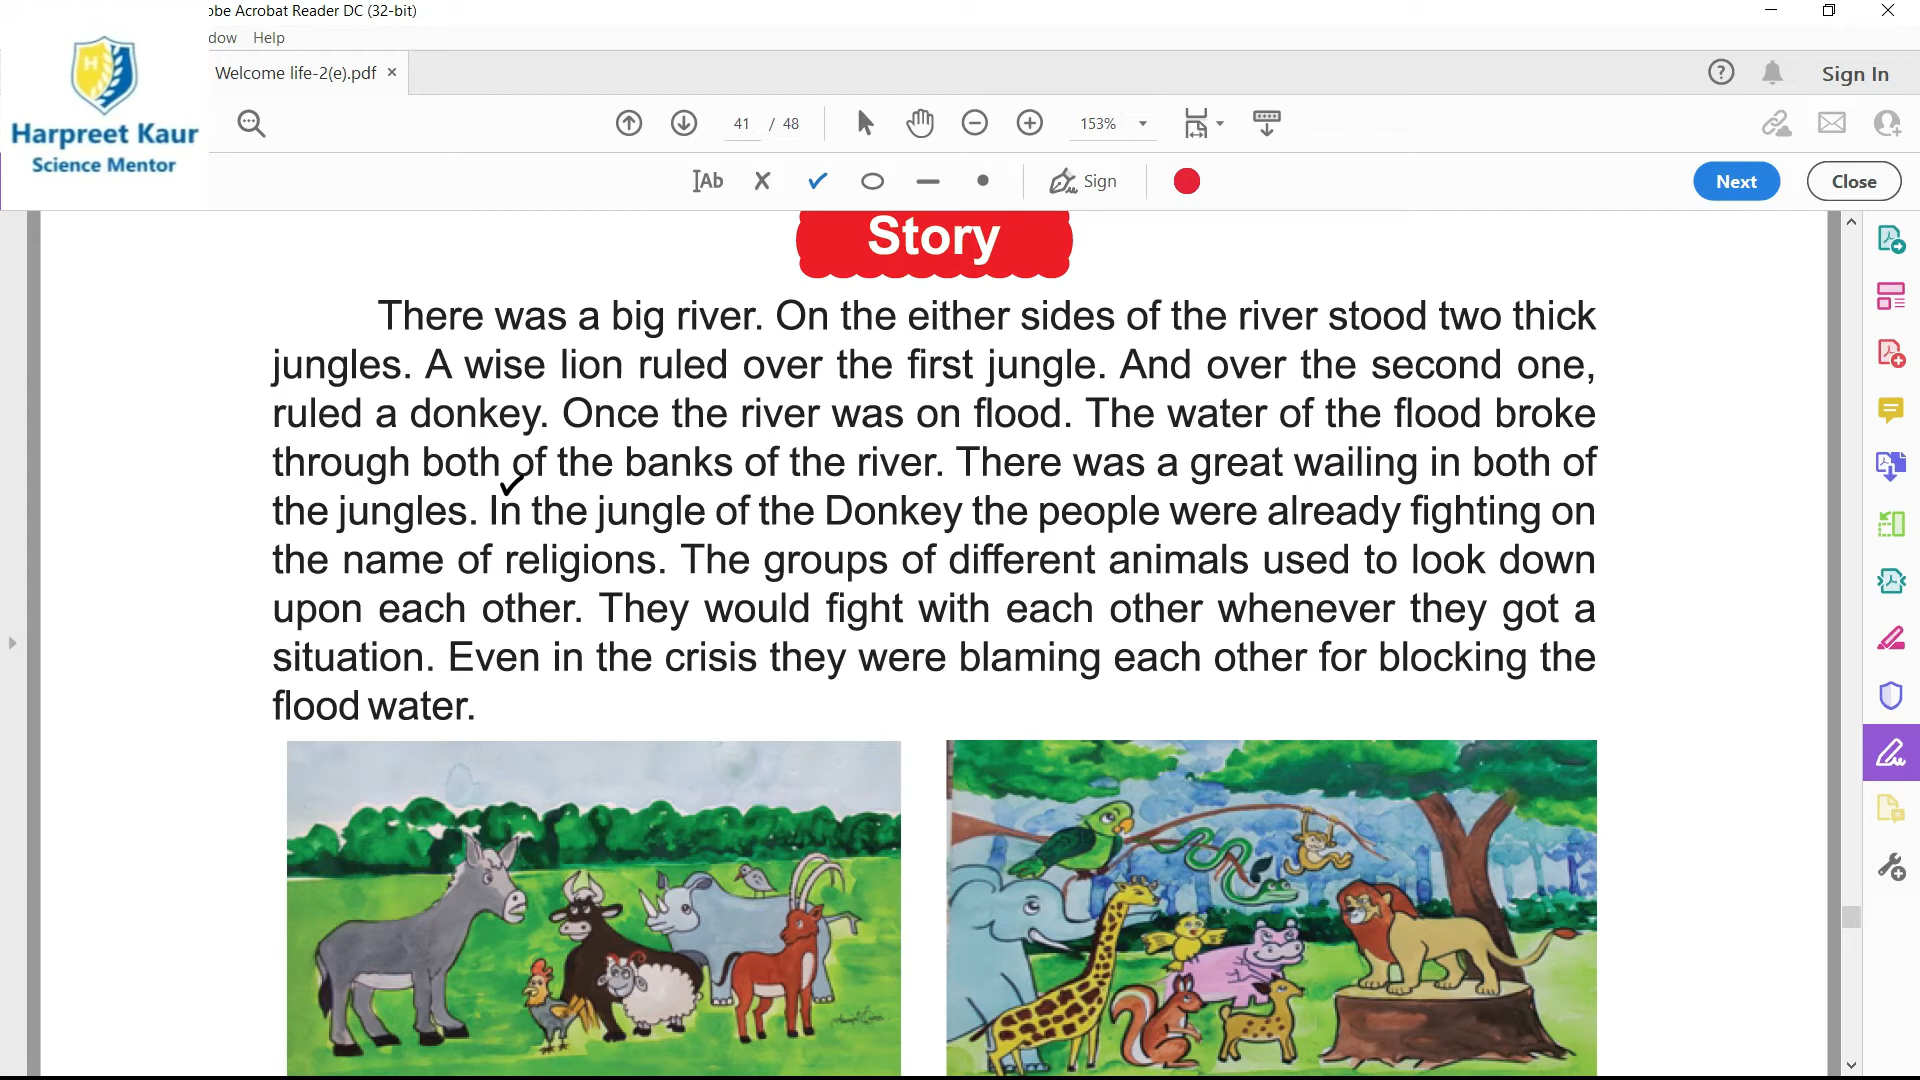 obe Acrobat Reader DC (32-bit)
dow Help
Welcome life-2(e).pdf ×
Sign In
H
Harpreet Kaur
Science Mentor
41 / 48
153%
Ab Sign
Next
Close
Story
There was a big river. On the either sides of the river stood two thick
jungles. A wise lion ruled over the first jungle. And over the second one,
ruled a donkey. Once the river was on flood. The water of the flood broke
through both of the banks of the river. There was a great wailing in both of
the jungles. In the jungle of the Donkey the people were already fighting on
the name of religions. The groups of different animals used to look down
upon each other. They would fight with each other whenever they got a
situation. Even in the crisis they were blaming each other for blocking the
flood water.